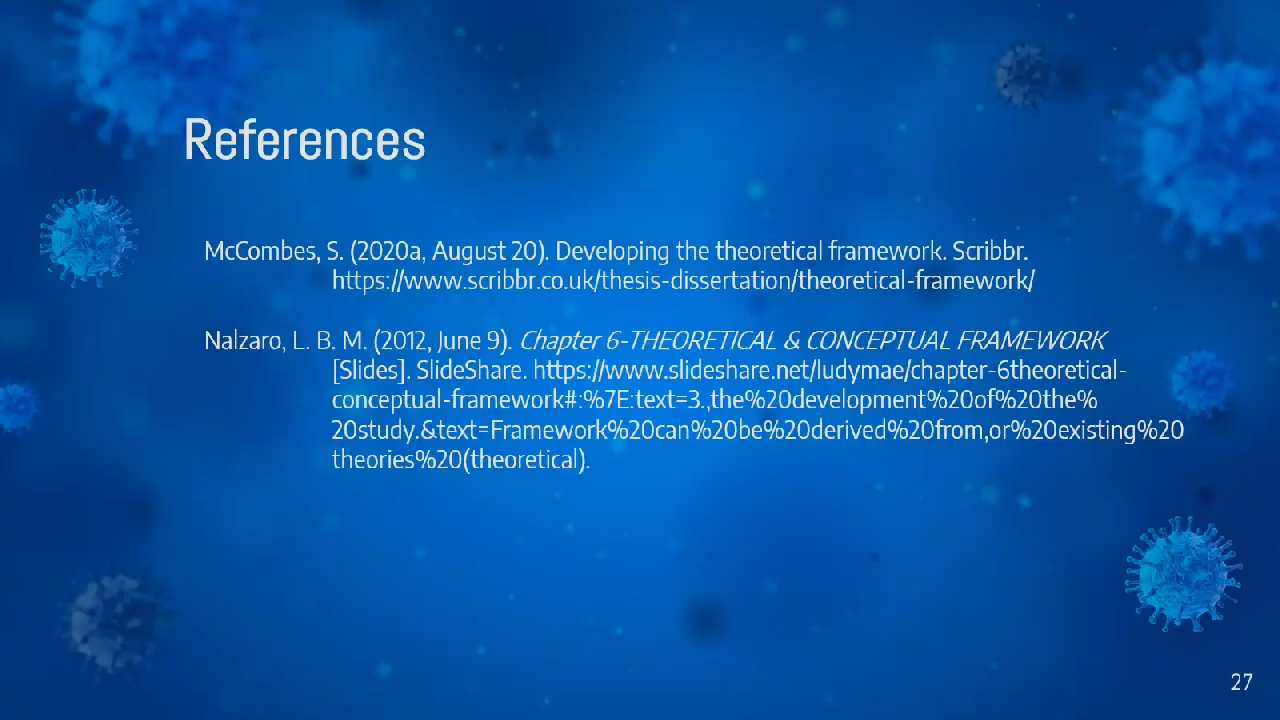 References
McCombes, S. (2020a, August 20). Developing the theoretical framework. Scribbr.
https://www.scribbr.co.uk/thesis-dissertation/theoretical-framework/
Nalzaro, L. B. M. (2012, June 9). Chapter 6-THEORETICAL & CONCEPTUAL FRAMEWORK
[Slides]. SlideShare. https://www.slideshare.net/ludymae/chapter-6theoretical-
conceptual-framework#:%7E:text=3.,the%20development%20of%20the%
20study.&text=Framework%20can%20be%20derived%20from,or%20existing%20
theories%20(theoretical).
27